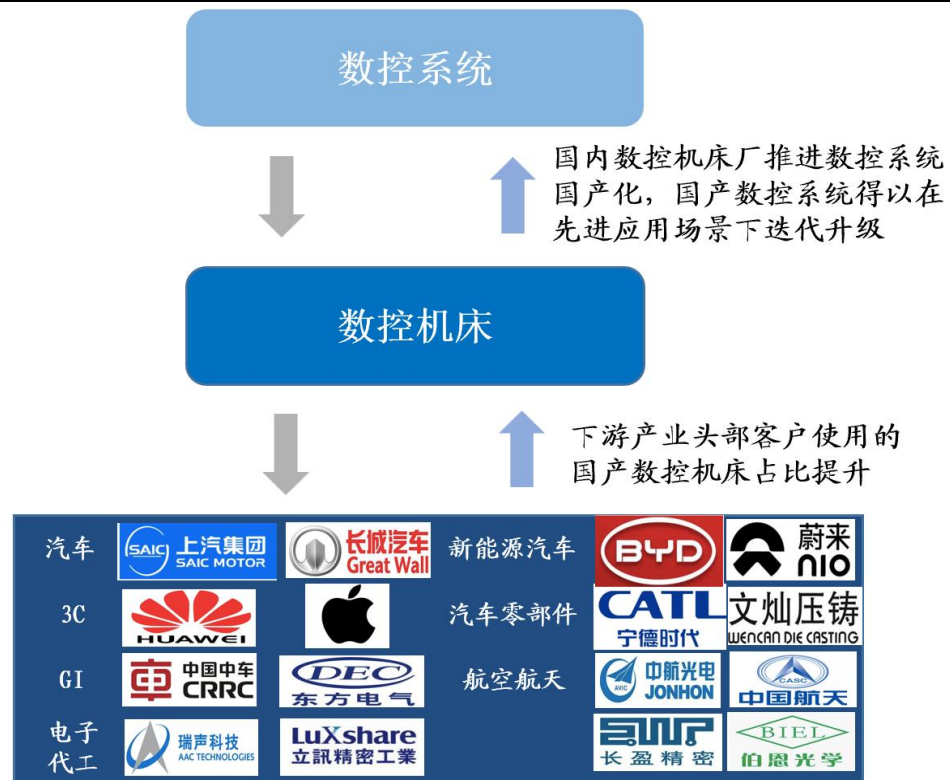 数控系统
国内数控机床厂推进数控系统
国产化，国产数控系统得以在
先进应用场景下迭代升级
数控机床
下游产业头部客户使用的
国产数控机床占比提升
汽车
SAIC 上汽集团
SAIC MOTOR
长城汽车
Great Wall
新能源汽车
BYD
蔚来
NIO
3C
HUAWEI
汽车零部件
CATL
宁德时代
文灿压铸
WENCAN DIE CASTING
GI
中国中车
CRRC
DEC
东方电气
航空航天
AVIC
中航光电
JONHON
CASC
中国航天
电子
代工
瑞声科技
AAC TECHNOLOGIES
LuXshare
立訊精密工業
长盈精密
BIEL
伯恩光学